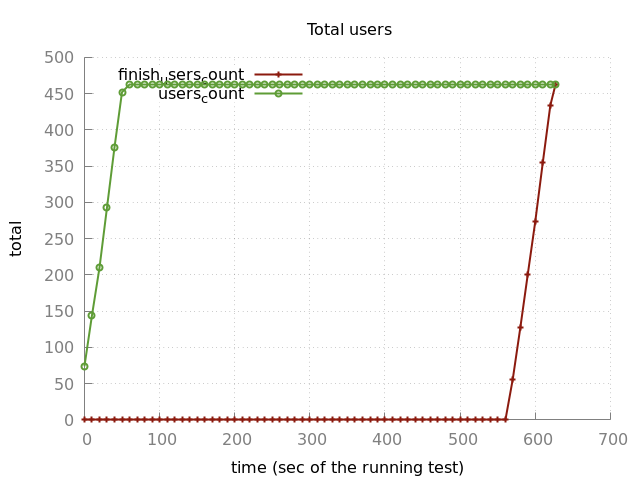 Total users
500
450
400
350
300
250
200
150
100
50
0
total
finish_users_count
users_count
0 100 200 300 400 500 600 700
time (sec of the running test)